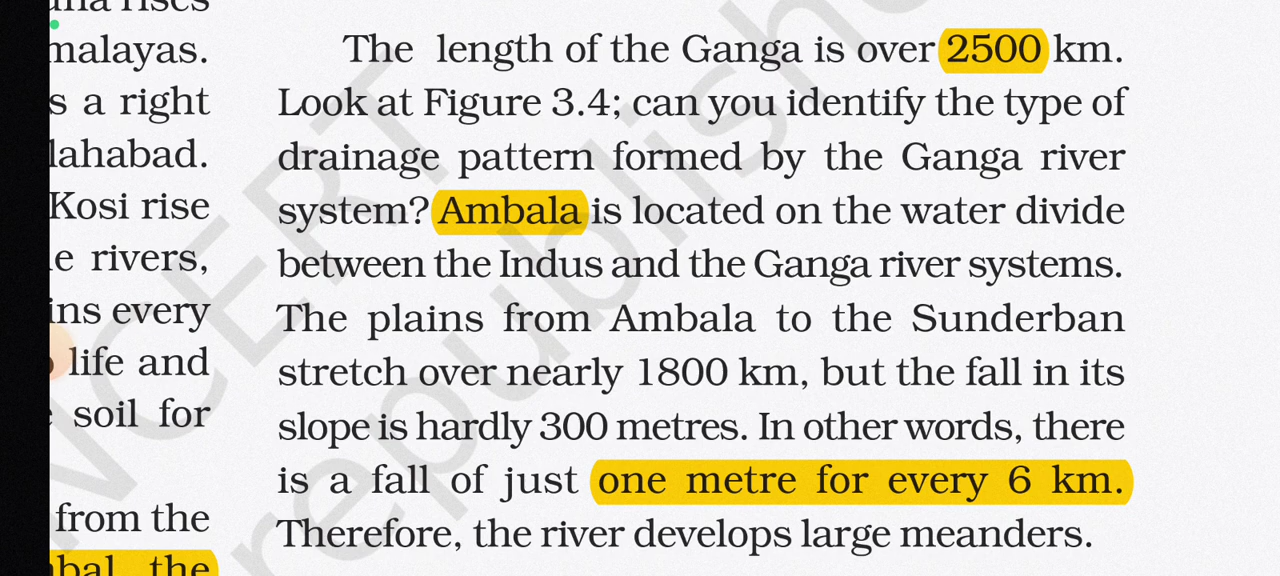 rises
malayas.
s a right
lahabad.
Kosi rise
rivers,
ins every
life and
soil for
from the
the
The length of the Ganga is over 2500 km.
Look at Figure 3.4; can you identify the type of
drainage pattern formed by the Ganga river
system? Ambala is located on the water divide
between the Indus and the Ganga river systems.
The plains from Ambala to the Sunderban
stretch over nearly 1800 km, but the fall in its
slope is hardly 300 metres. In other words, there
is a fall of just one metre for every 6 km.
Therefore, the river develops large meanders.
NCERT
republish